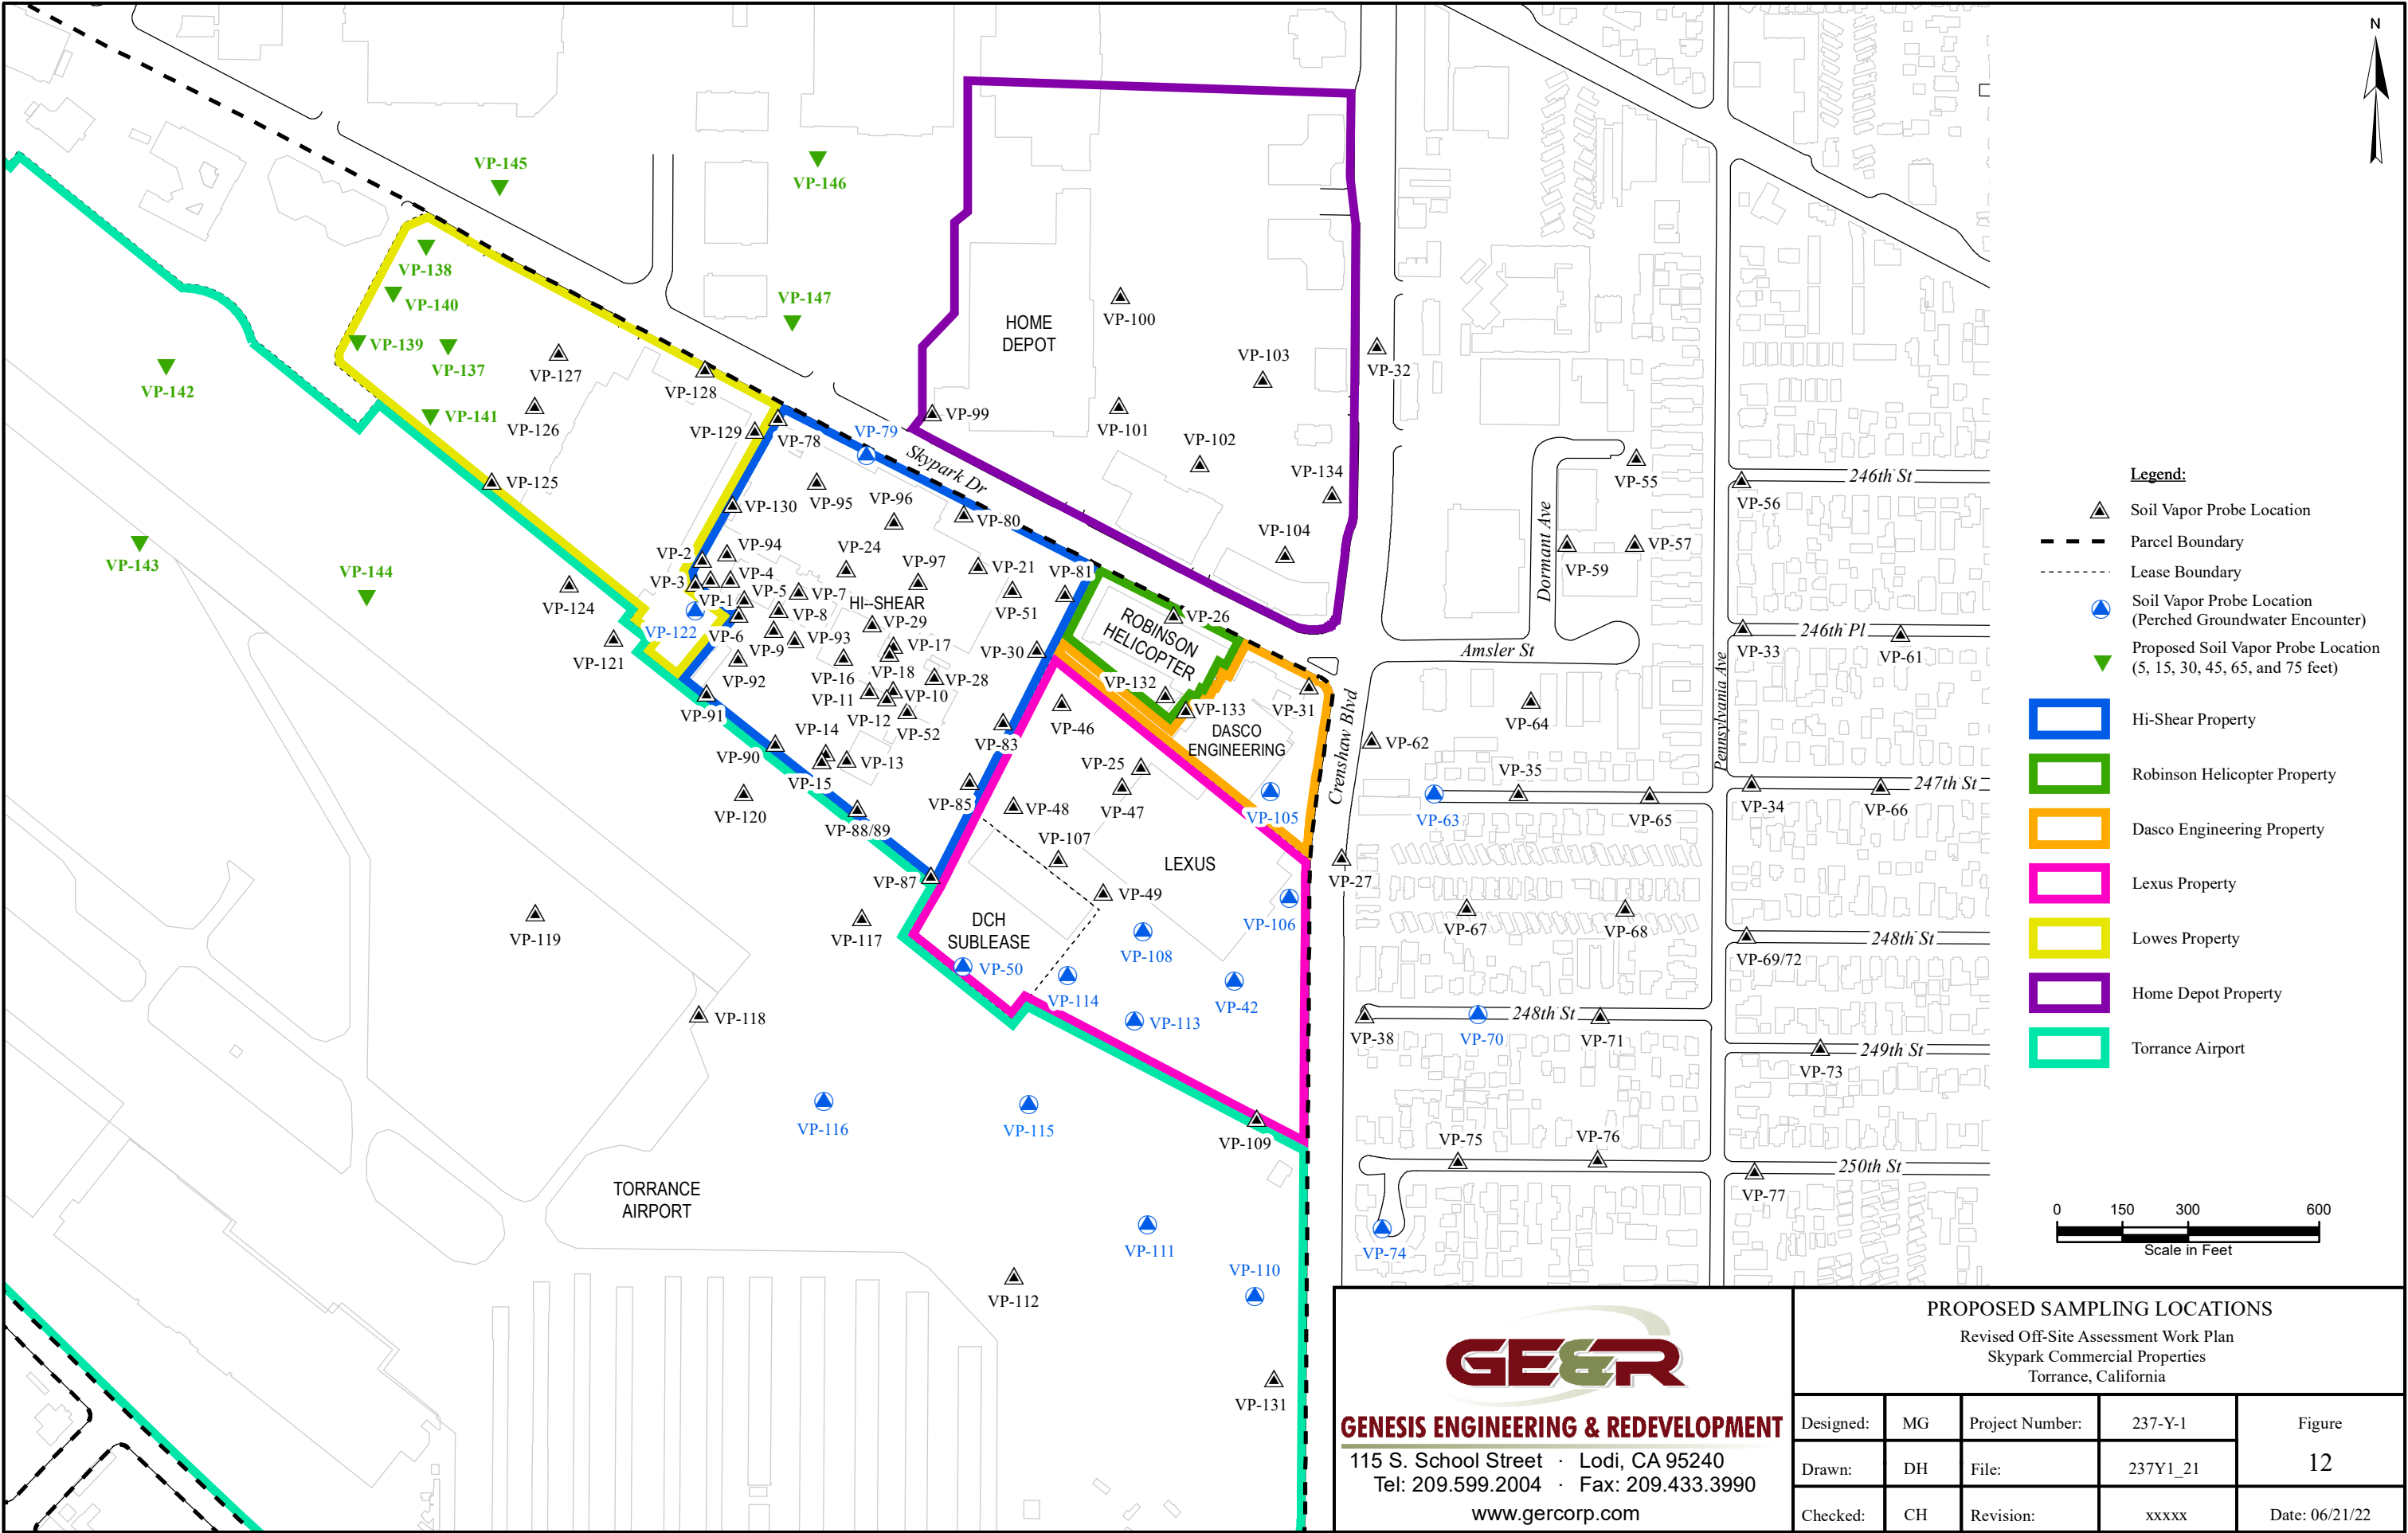 N
VP-145
VP-146
VP-138
VP-140
VP-147
VP-139
VP-137
VP-142
VP-141
VP-127
VP-126
VP-128
VP-129
VP-78
VP-79
Skypark Dr
VP-99
HOME
DEPOT
VP-100
VP-103
VP-101
VP-102
VP-134
VP-104
VP-32
VP-125
VP-130
VP-95
VP-96
VP-80
VP-143
VP-144
VP-124
VP-121
VP-2
VP-94
VP-24
VP-97
VP-21
VP-81
VP-3
VP-4
VP-1
VP-5
VP-7
VP-51
HI--SHEAR
VP-122
VP-8
VP-29
VP-6
VP-9
VP-93
VP-17
VP-30
VP-18
VP-92
VP-16
VP-28
VP-11
VP-10
VP-91
VP-12
VP-52
VP-14
VP-90
VP-13
VP-15
VP-83
VP-46
VP-26
ROBINSON
HELICOPTER
VP-132
VP-133
VP-31
DASCO
ENGINEERING
VP-25
VP-47
VP-85
VP-48
VP-105
VP-120
VP-88/89
VP-107
LEXUS
VP-87
VP-49
VP-106
VP-119
VP-117
DCH
SUBLEASE
VP-108
VP-50
VP-114
VP-42
VP-113
VP-118
VP-116
VP-115
VP-109
TORRANCE
AIRPORT
VP-111
VP-110
VP-112
VP-131
Crenshaw Blvd
Dormant Ave
Amsler St
Pennsylvania Ave
VP-55
VP-56
246th St
VP-59
VP-57
VP-33
246th Pl
VP-61
VP-64
VP-62
VP-35
VP-63
VP-65
VP-34
VP-66
247th St
VP-27
VP-67
VP-68
VP-69/72
248th St
VP-38
VP-70
248th St
VP-71
VP-73
249th St
VP-75
VP-76
VP-77
250th St
VP-74
Legend:
Soil Vapor Probe Location
Parcel Boundary
Lease Boundary
Soil Vapor Probe Location
(Perched Groundwater Encounter)
Proposed Soil Vapor Probe Location
(5, 15, 30, 45, 65, and 75 feet)
Hi-Shear Property
Robinson Helicopter Property
Dasco Engineering Property
Lexus Property
Lowes Property
Home Depot Property
Torrance Airport
0 150 300 600
Scale in Feet
GE&R
GENESIS ENGINEERING & REDEVELOPMENT
115 S. School Street · Lodi, CA 95240
Tel: 209.599.2004 · Fax: 209.433.3990
www.gercorp.com
PROPOSED SAMPLING LOCATIONS
Revised Off-Site Assessment Work Plan
Skypark Commercial Properties
Torrance, California
Designed: MG Project Number: 237-Y-1 Figure
12
Drawn: DH File: 237Y1_21
Checked: CH Revision: xxxxx Date: 06/21/22